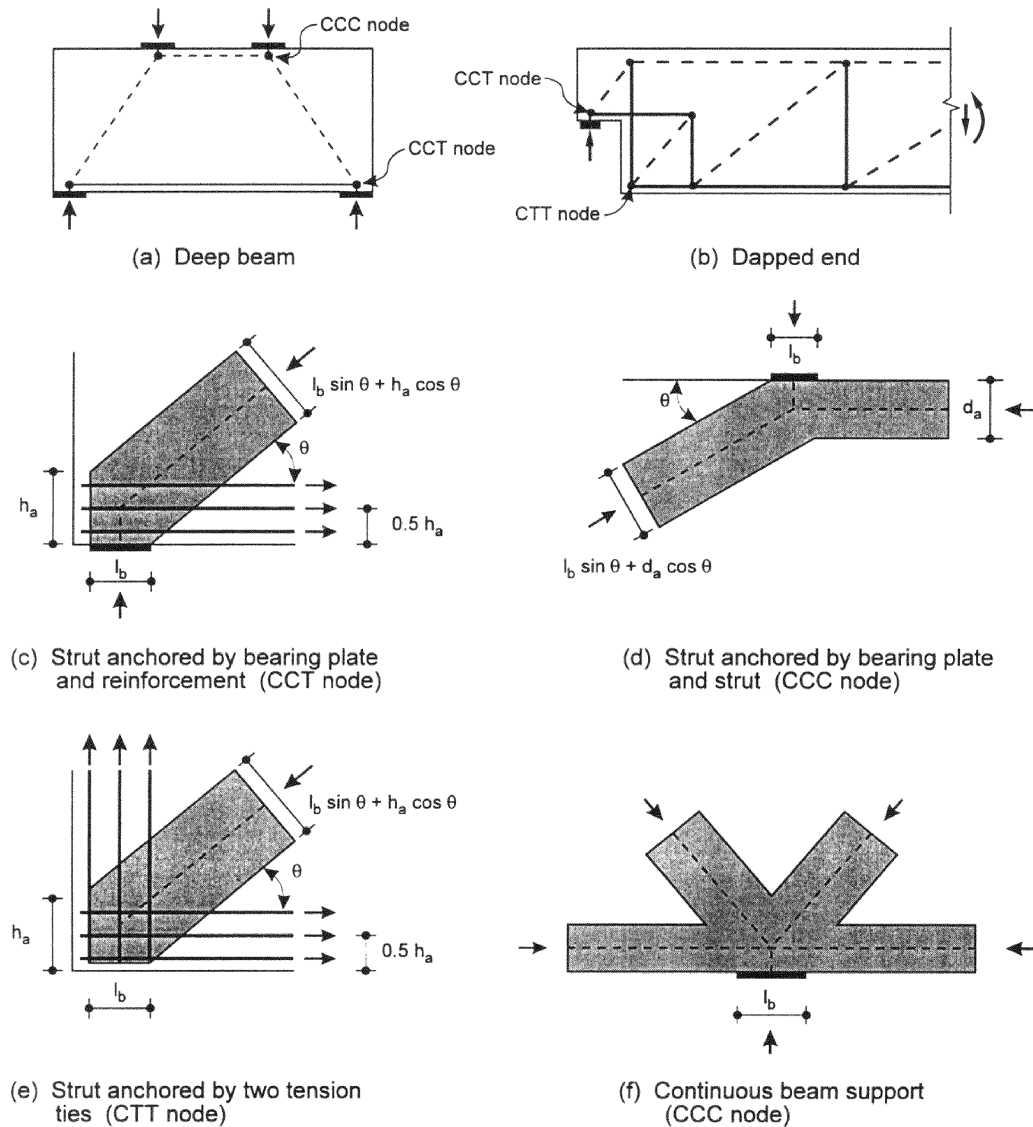 CCC node
CCT node
(a) Deep beam
CCT node
CTT node
(b) Dapped end
l_b sin θ + h_a cos θ
θ
h_a
0.5 h_a
l_b
(c) Strut anchored by bearing plate
and reinforcement (CCT node)
l_b
θ
d_a
l_b sin θ + d_a cos θ
(d) Strut anchored by bearing plate
and strut (CCC node)
l_b sin θ + h_a cos θ
θ
h_a
0.5 h_a
l_b
(e) Strut anchored by two tension
ties (CTT node)
l_b
(f) Continuous beam support
(CCC node)